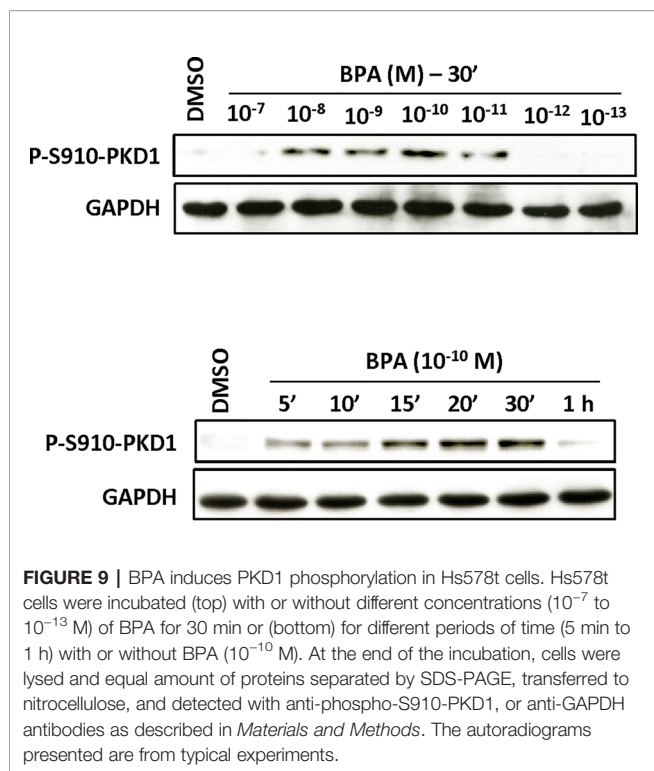 DMSO
BPA (M) – 30'
10⁻⁷ 10⁻⁸ 10⁻⁹ 10⁻¹⁰ 10⁻¹¹ 10⁻¹² 10⁻¹³
P-S910-PKD1
GAPDH
DMSO
BPA (10⁻¹⁰ M)
5' 10' 15' 20' 30' 1 h
P-S910-PKD1
GAPDH
FIGURE 9 | BPA induces PKD1 phosphorylation in Hs578t cells. Hs578t
cells were incubated (top) with or without different concentrations (10⁻⁷ to
10⁻¹³ M) of BPA for 30 min or (bottom) for different periods of time (5 min to
1 h) with or without BPA (10⁻¹⁰ M). At the end of the incubation, cells were
lysed and equal amount of proteins separated by SDS-PAGE, transferred to
nitrocellulose, and detected with anti-phospho-S910-PKD1, or anti-GAPDH
antibodies as described in Materials and Methods. The autoradiograms
presented are from typical experiments.